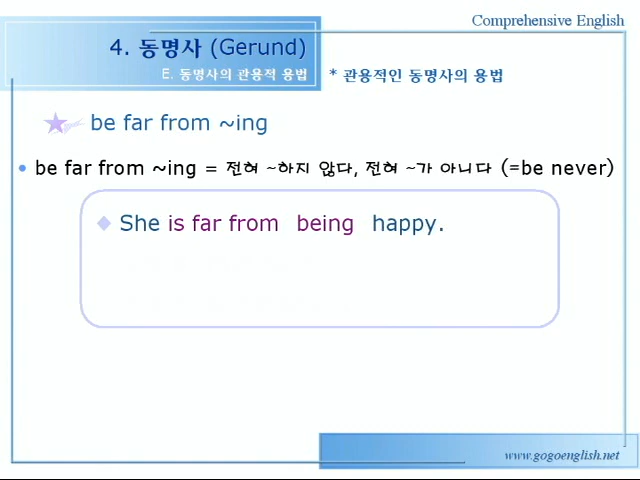 Comprehensive English
4. 동명사 (Gerund)
E. 동명사의 관용적 용법
* 관용적인 동명사의 용법
be far from ~ing
• be far from ~ing = 전혀 ~하지 않다, 전혀 ~가 아니다 (=be never)
She is far from being happy.
www.gogoenglish.net